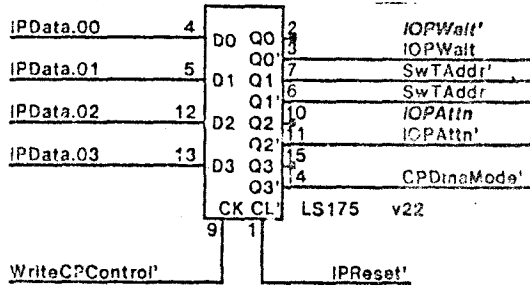 IPData.00 4 D0 Q0 2 IOPWait'
Q0' 3 IOPWait
IPData.01 5 D1 Q1 7 SwTAddr'
Q1' 6 SwTAddr
IPData.02 12 D2 Q2 10 IOPAttn
Q2' 11 IOPAttn'
IPData.03 13 D3 Q3 15
Q3' 14 CPDmaMode'
CK CL' LS175 v22
9 1
WriteCPControl' IPReset'